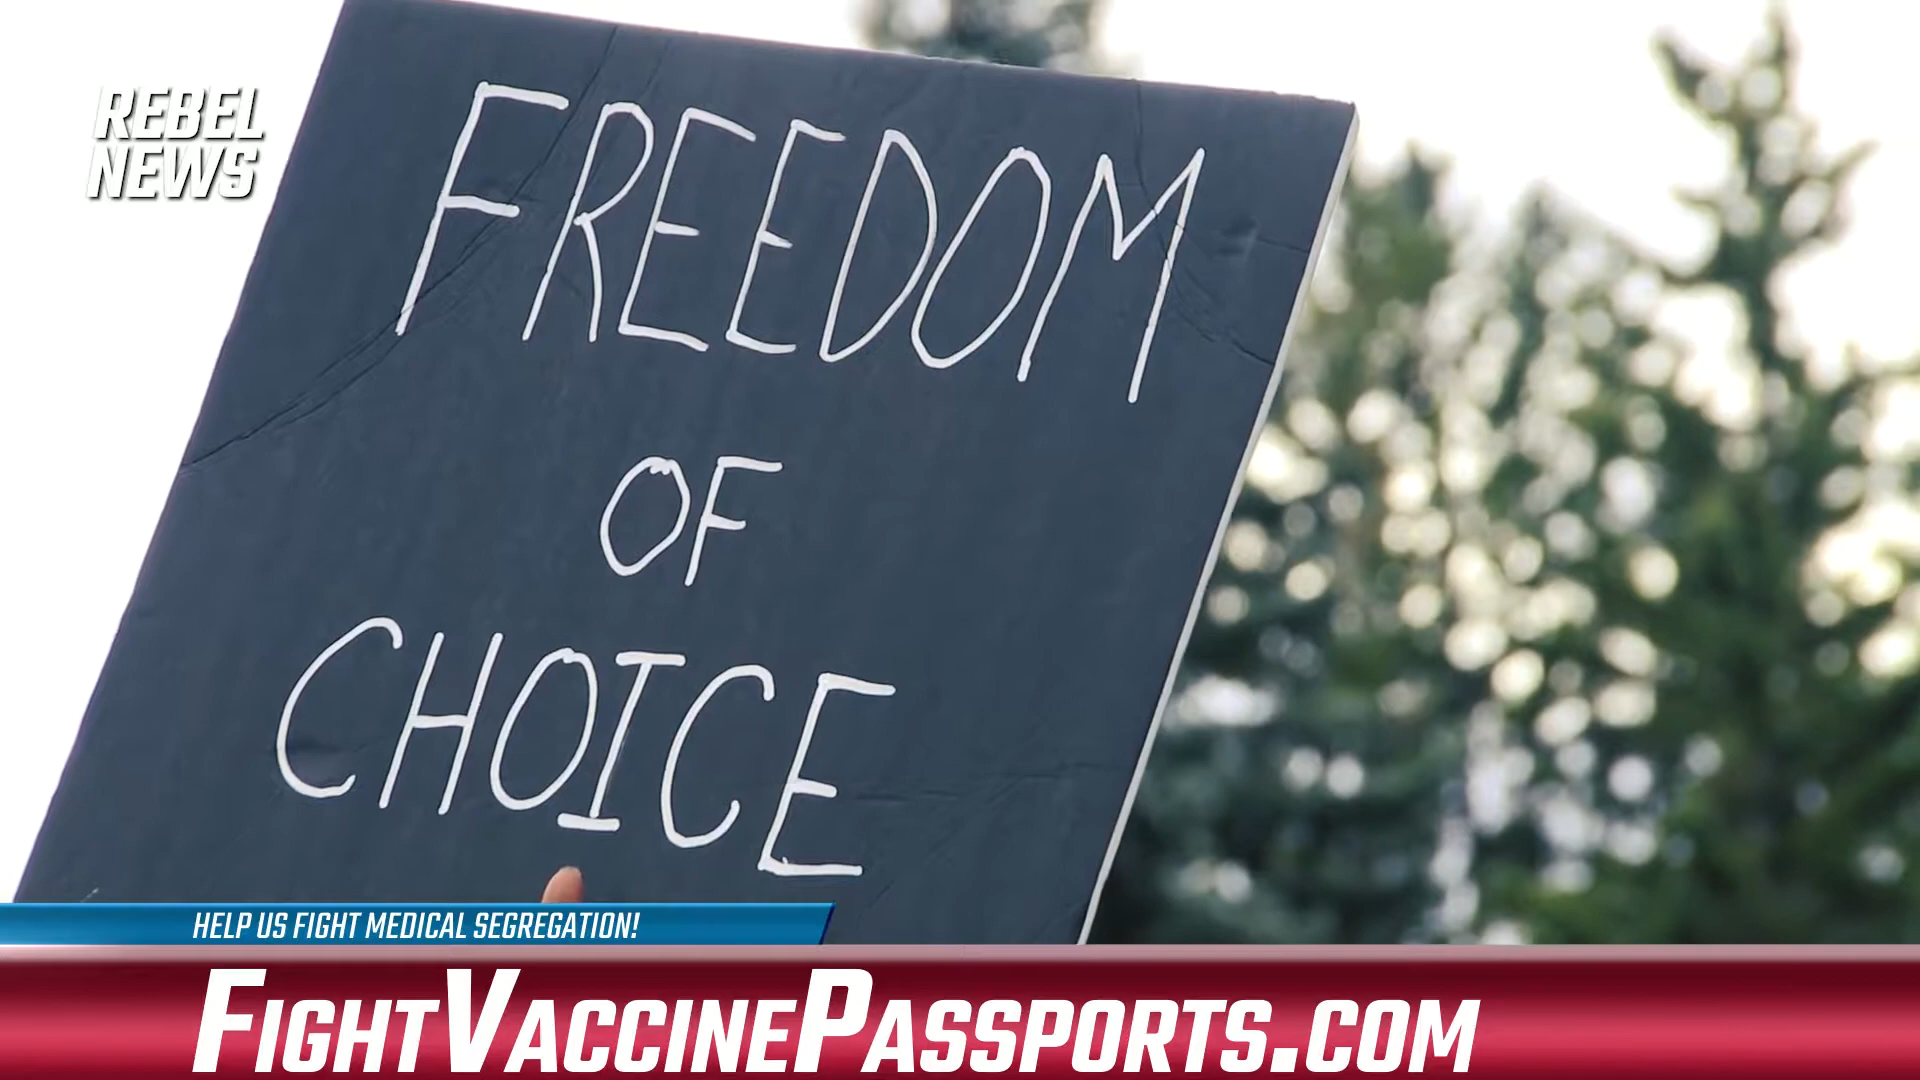 REBEL
NEWS
FREEDOM
OF
CHOICE
HELP US FIGHT MEDICAL SEGREGATION!
FIGHTVACCINEPASSPORTS.COM